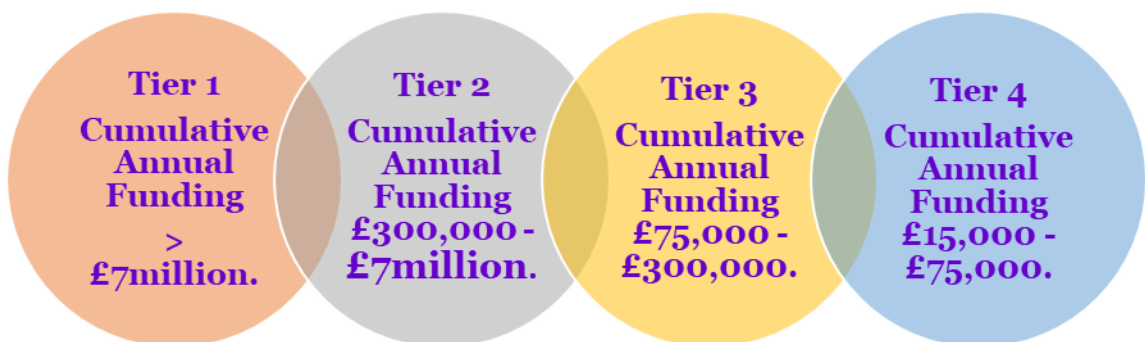 Tier 1
Cumulative
Annual
Funding
>
£7million.
Tier 2
Cumulative
Annual
Funding
£300,000 -
£7million.
Tier 3
Cumulative
Annual
Funding
£75,000 -
£300,000.
Tier 4
Cumulative
Annual
Funding
£15,000 -
£75,000.